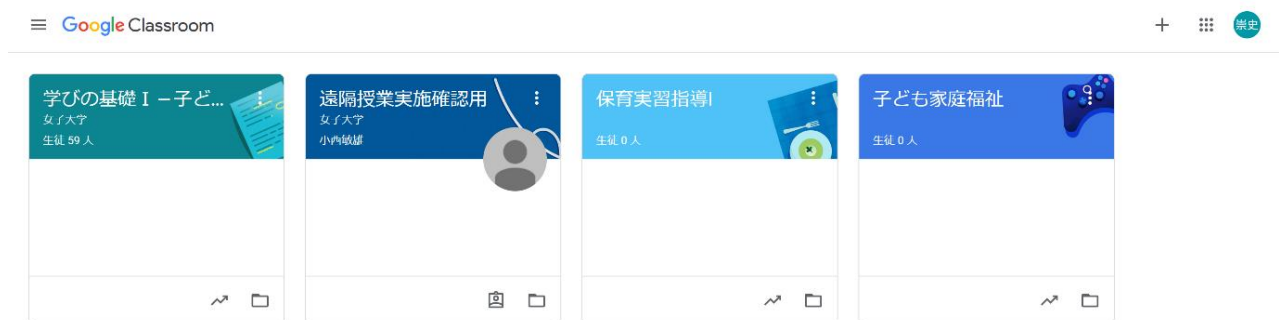 Google Classroom
崇史
学びの基礎Ⅰ－子ど...
女子大学
生徒 59 人
遠隔授業実施確認用
女子大学
小西敏雄
保育実習指導I
生徒 0 人
子ども家庭福祉
生徒 0 人